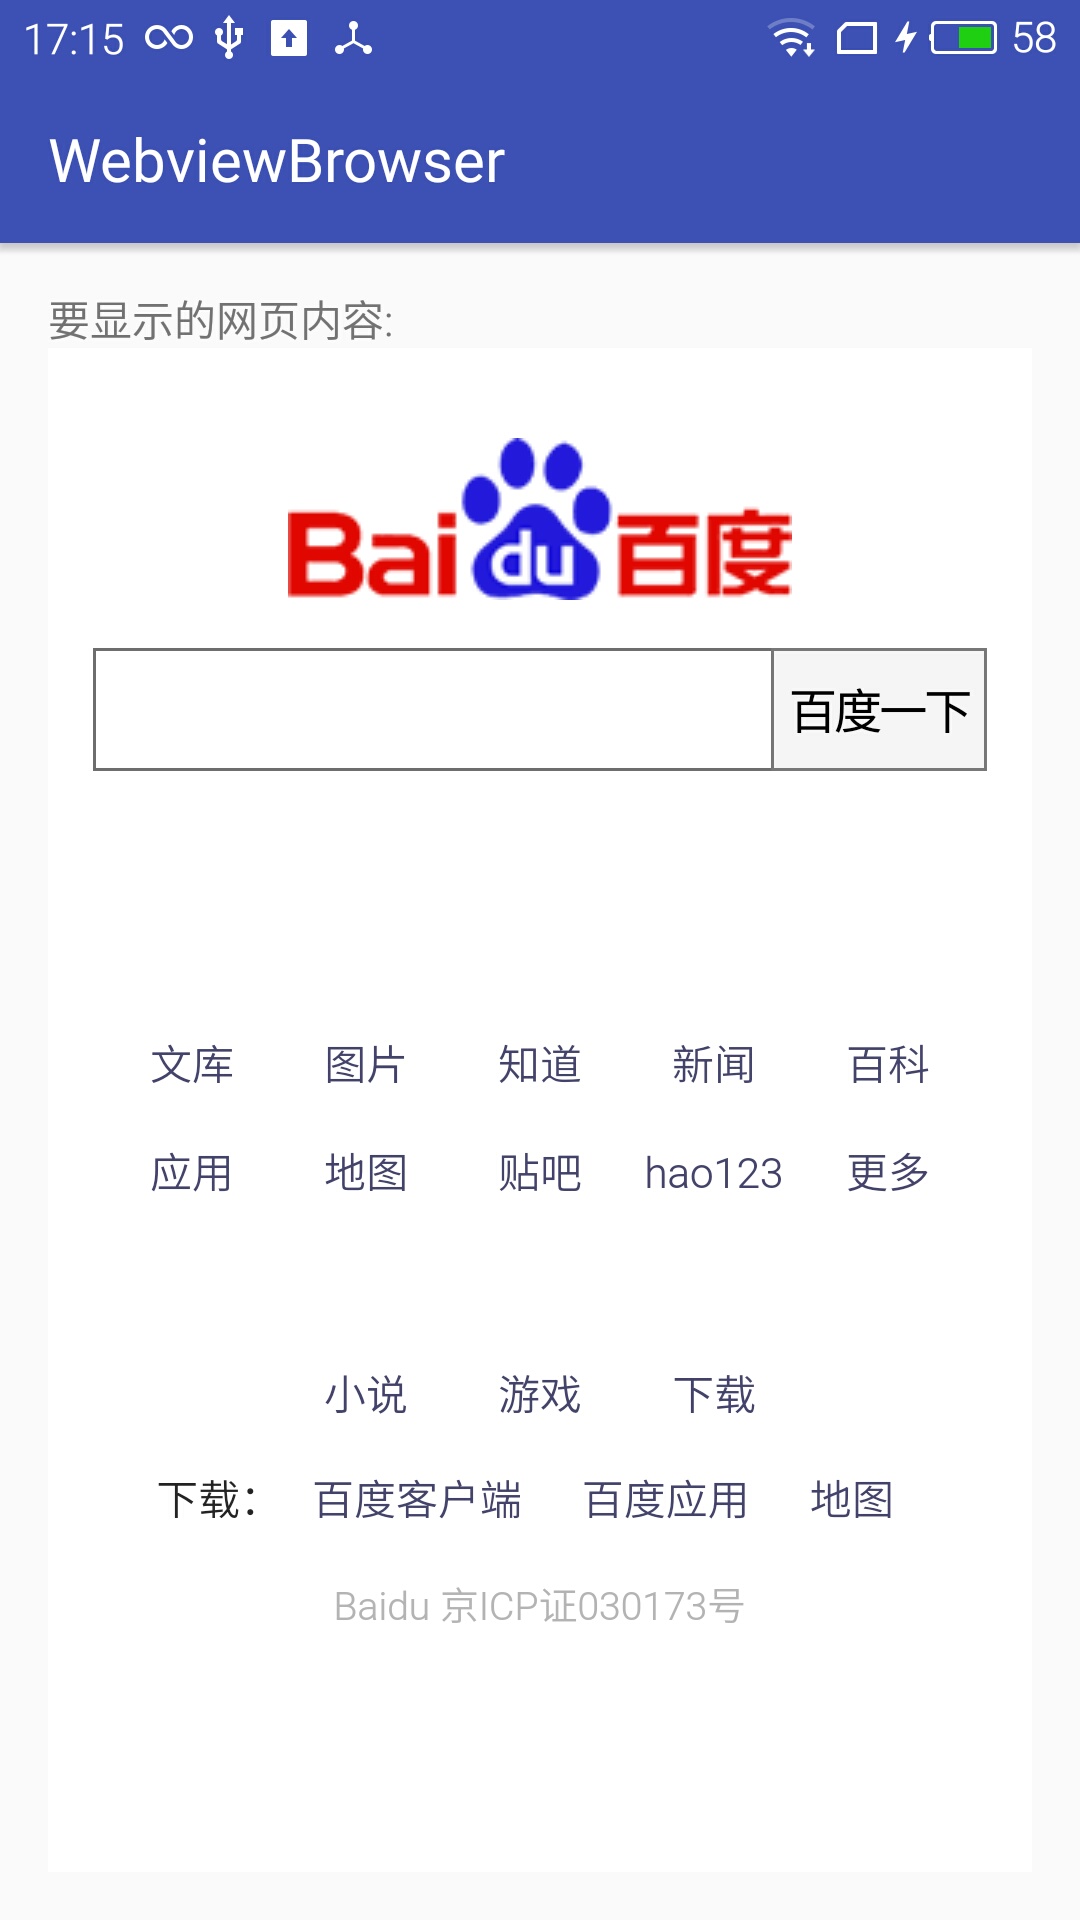 17:15 58
WebviewBrowser
要显示的网页内容:
Bai du 百度
百度一下
文库 图片 知道 新闻 百科
应用 地图 贴吧 hao123 更多
小说 游戏 下载
下载： 百度客户端 百度应用 地图
Baidu 京ICP证030173号